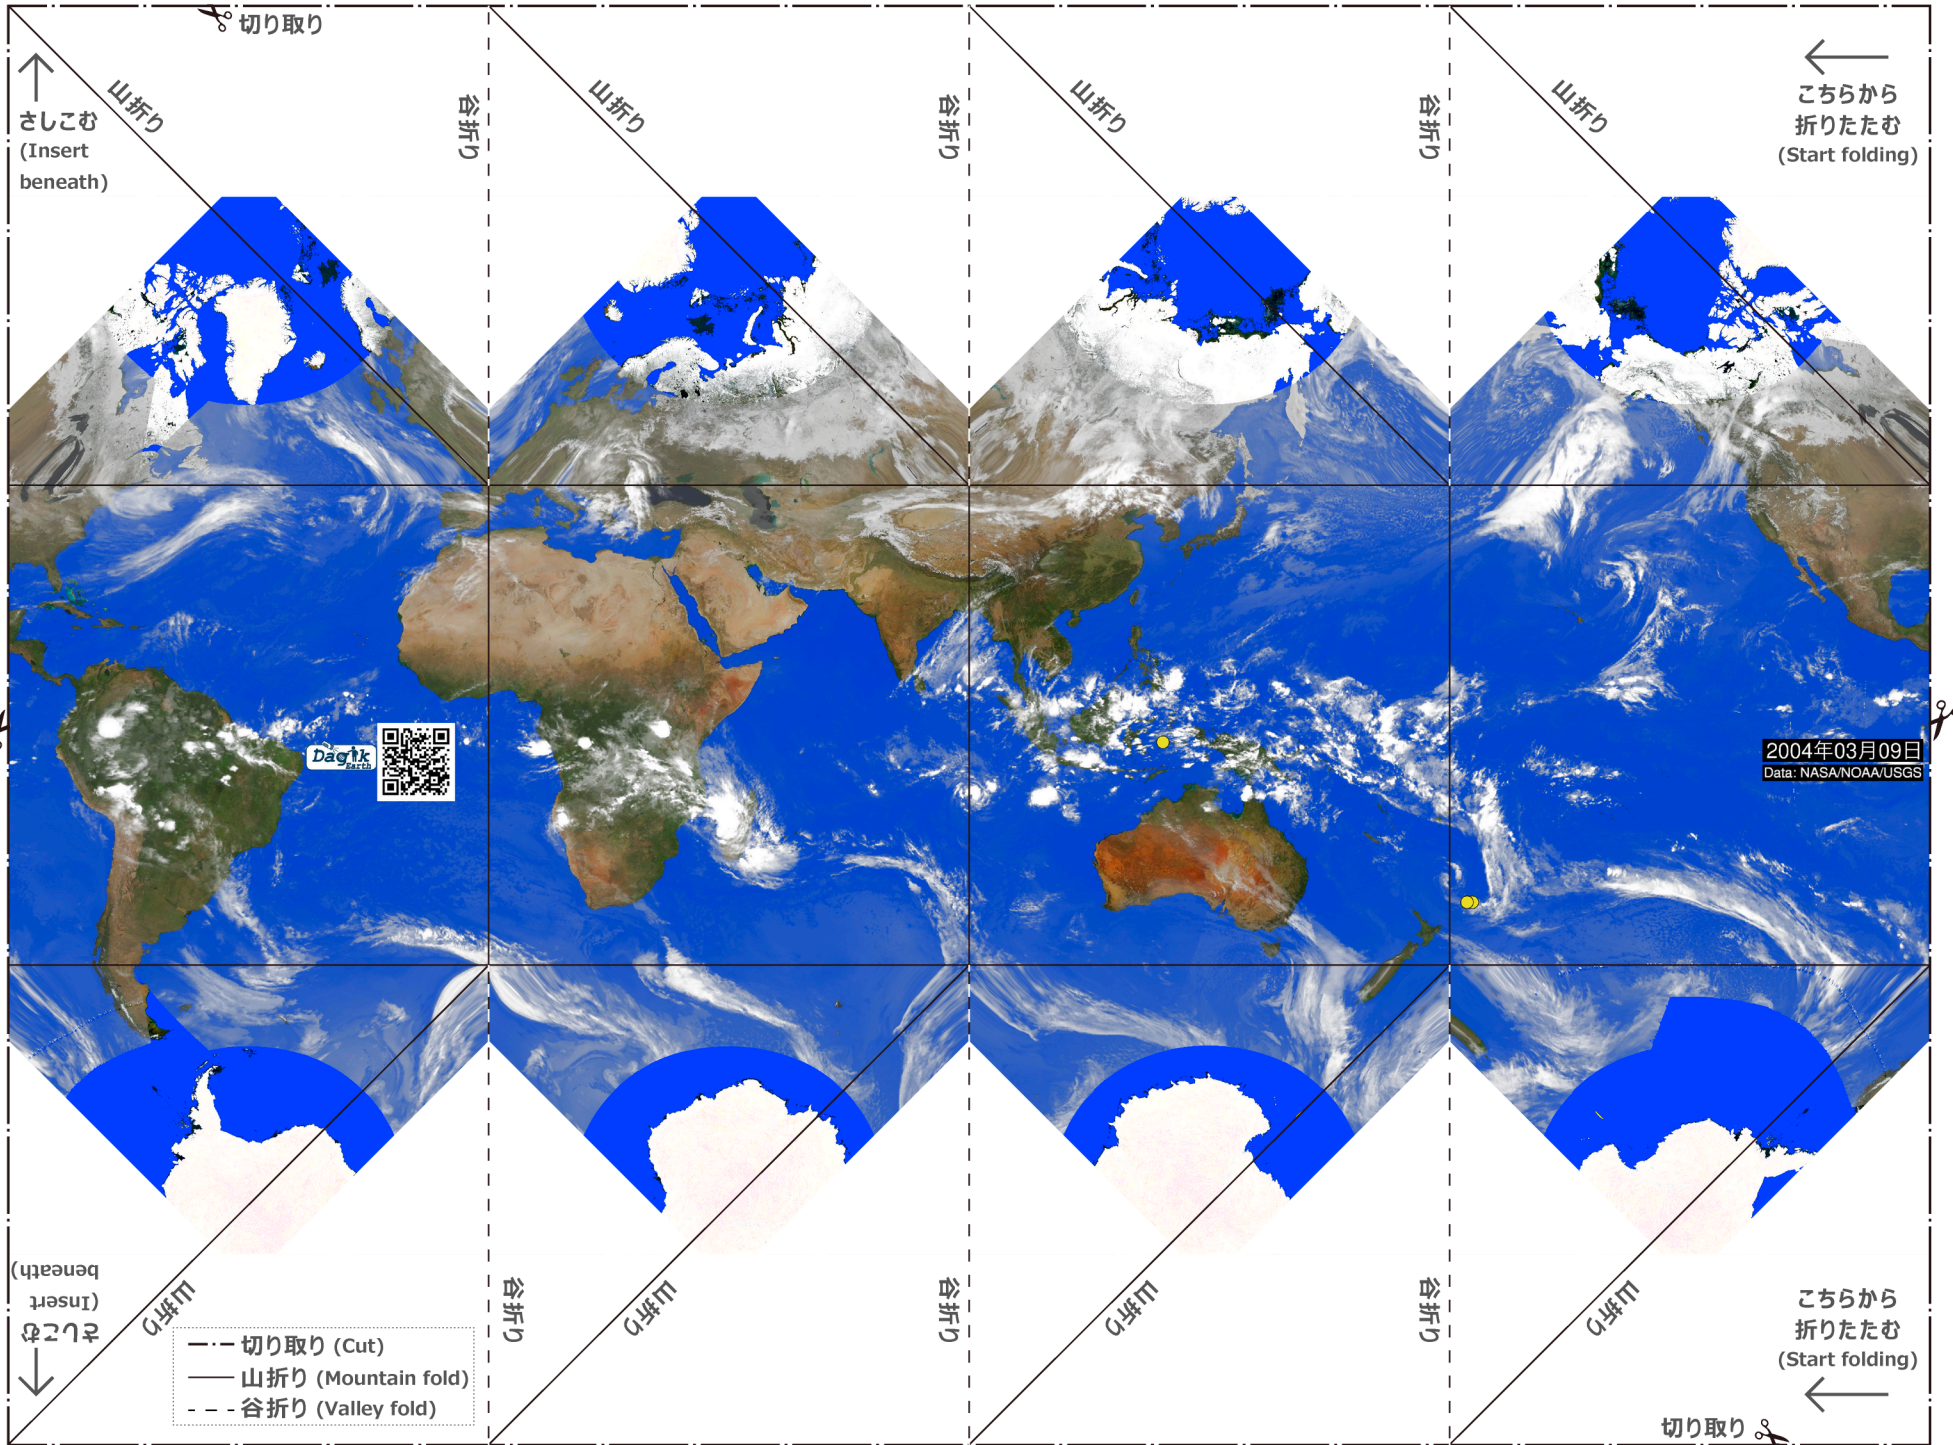 切り取り
さしこむ
(Insert
beneath)
山折り
谷折り
山折り
谷折り
山折り
谷折り
山折り
こちらから
折りたたむ
(Start folding)
Dagik
Earth
2004年03月09日
Data: NASA/NOAA/USGS
さしこむ
(Insert
beneath)
山折り
谷折り
山折り
谷折り
山折り
谷折り
山折り
こちらから
折りたたむ
(Start folding)
切り取り (Cut)
山折り (Mountain fold)
谷折り (Valley fold)
切り取り